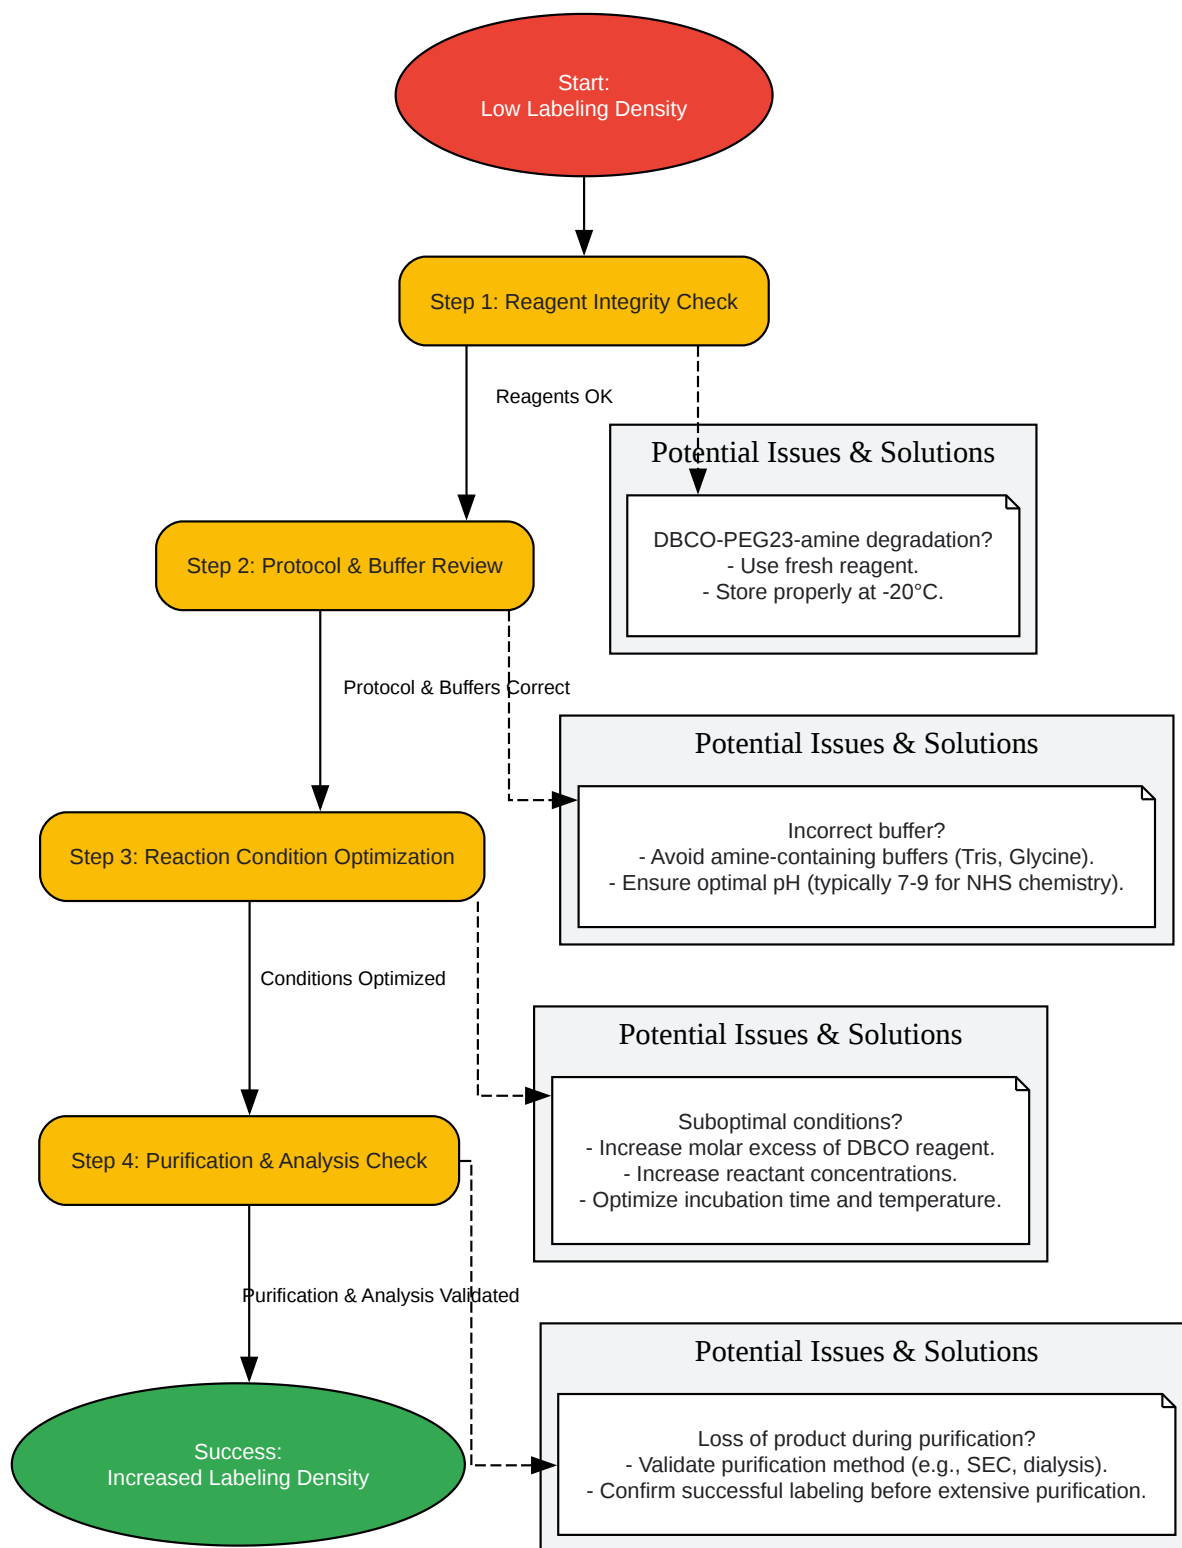 Start:
Low Labeling Density
Step 1: Reagent Integrity Check
Reagents OK
Potential Issues & Solutions
DBCO-PEG23-amine degradation?
- Use fresh reagent.
- Store properly at -20°C.
Step 2: Protocol & Buffer Review
Protocol & Buffers Correct
Potential Issues & Solutions
Incorrect buffer?
- Avoid amine-containing buffers (Tris, Glycine).
- Ensure optimal pH (typically 7-9 for NHS chemistry).
Step 3: Reaction Condition Optimization
Conditions Optimized
Potential Issues & Solutions
Suboptimal conditions?
- Increase molar excess of DBCO reagent.
- Increase reactant concentrations.
- Optimize incubation time and temperature.
Step 4: Purification & Analysis Check
Purification & Analysis Validated
Potential Issues & Solutions
Loss of product during purification?
- Validate purification method (e.g., SEC, dialysis).
- Confirm successful labeling before extensive purification.
Success:
Increased Labeling Density